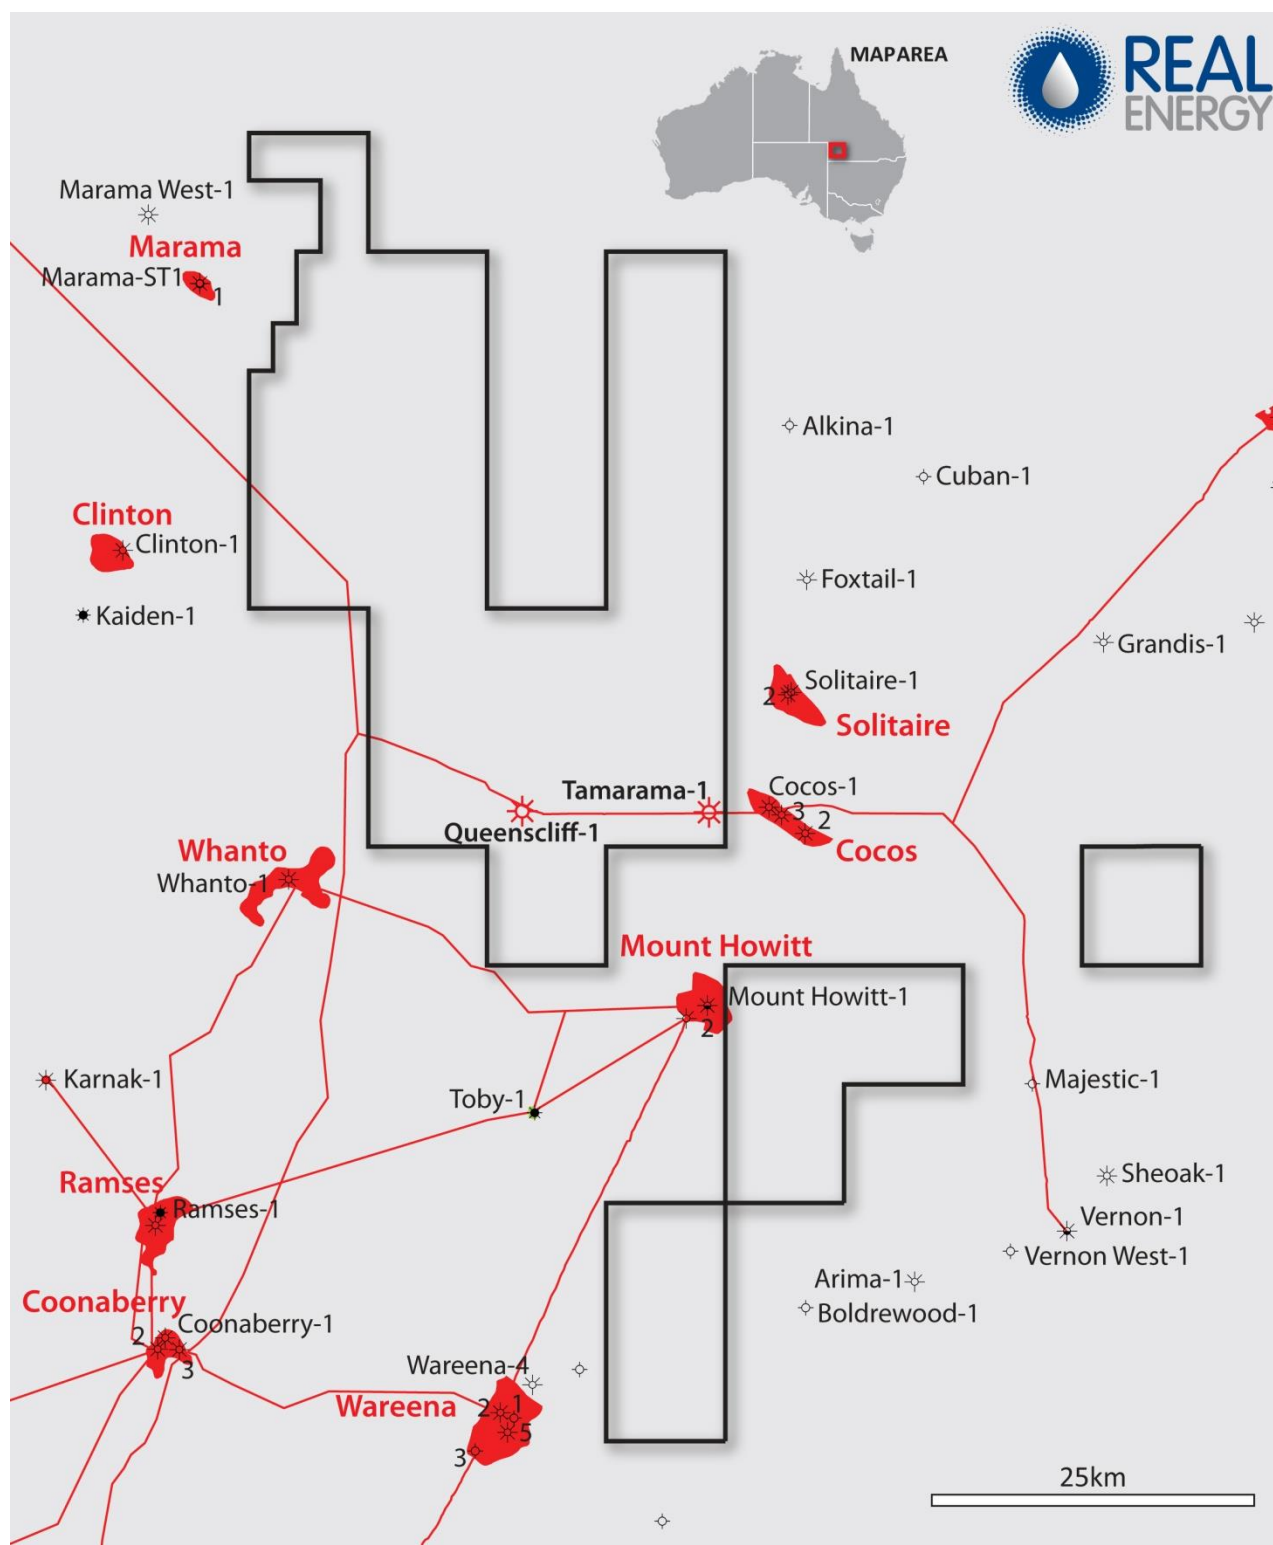 MAPAREA
REAL
ENERGY
Marama West-1
Marama
Marama-ST1
1
Alkina-1
Cuban-1
Clinton
Clinton-1
Foxtail-1
Kaiden-1
Grandis-1
Solitaire-1
2
Solitaire
Tamarama-1
Cocos-1
3
2
Queenscliff-1
Cocos
Whanto
Whanto-1
Mount Howitt
Mount Howitt-1
2
Karnak-1
Majestic-1
Toby-1
Ramses
Sheoak-1
Ramses-1
Vernon-1
Vernon West-1
Arima-1
Coonaberry
Boldrewood-1
Coonaberry-1
2
3
Wareena-4
Wareena
2
1
5
3
25km